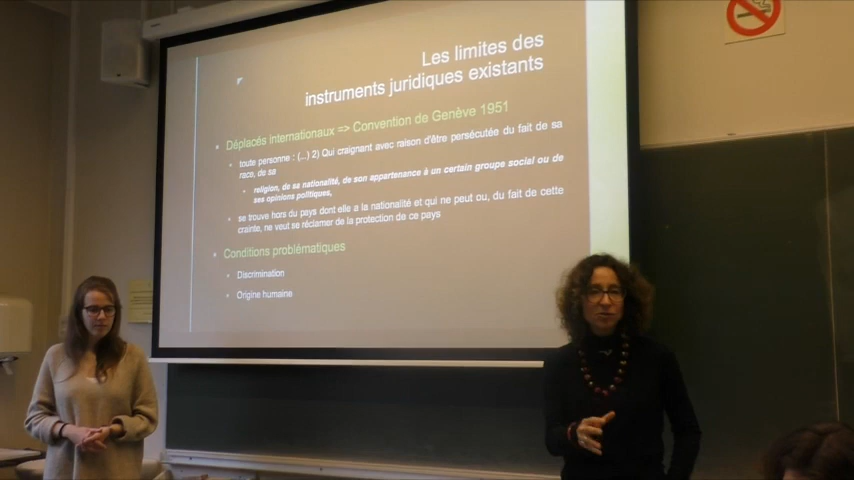 Les limites des
instruments juridiques existants
Déplacés internationaux => Convention de Genève 1951
toute personne : (...) 2) Qui craignant avec raison d'être persécutée du fait de sa
race, de sa
religion, de sa nationalité, de son appartenance à un certain groupe social ou de
ses opinions politiques,
se trouve hors du pays dont elle a la nationalité et qui ne peut ou, du fait de cette
crainte, ne veut se réclamer de la protection de ce pays
Conditions problématiques
Discrimination
Origine humaine